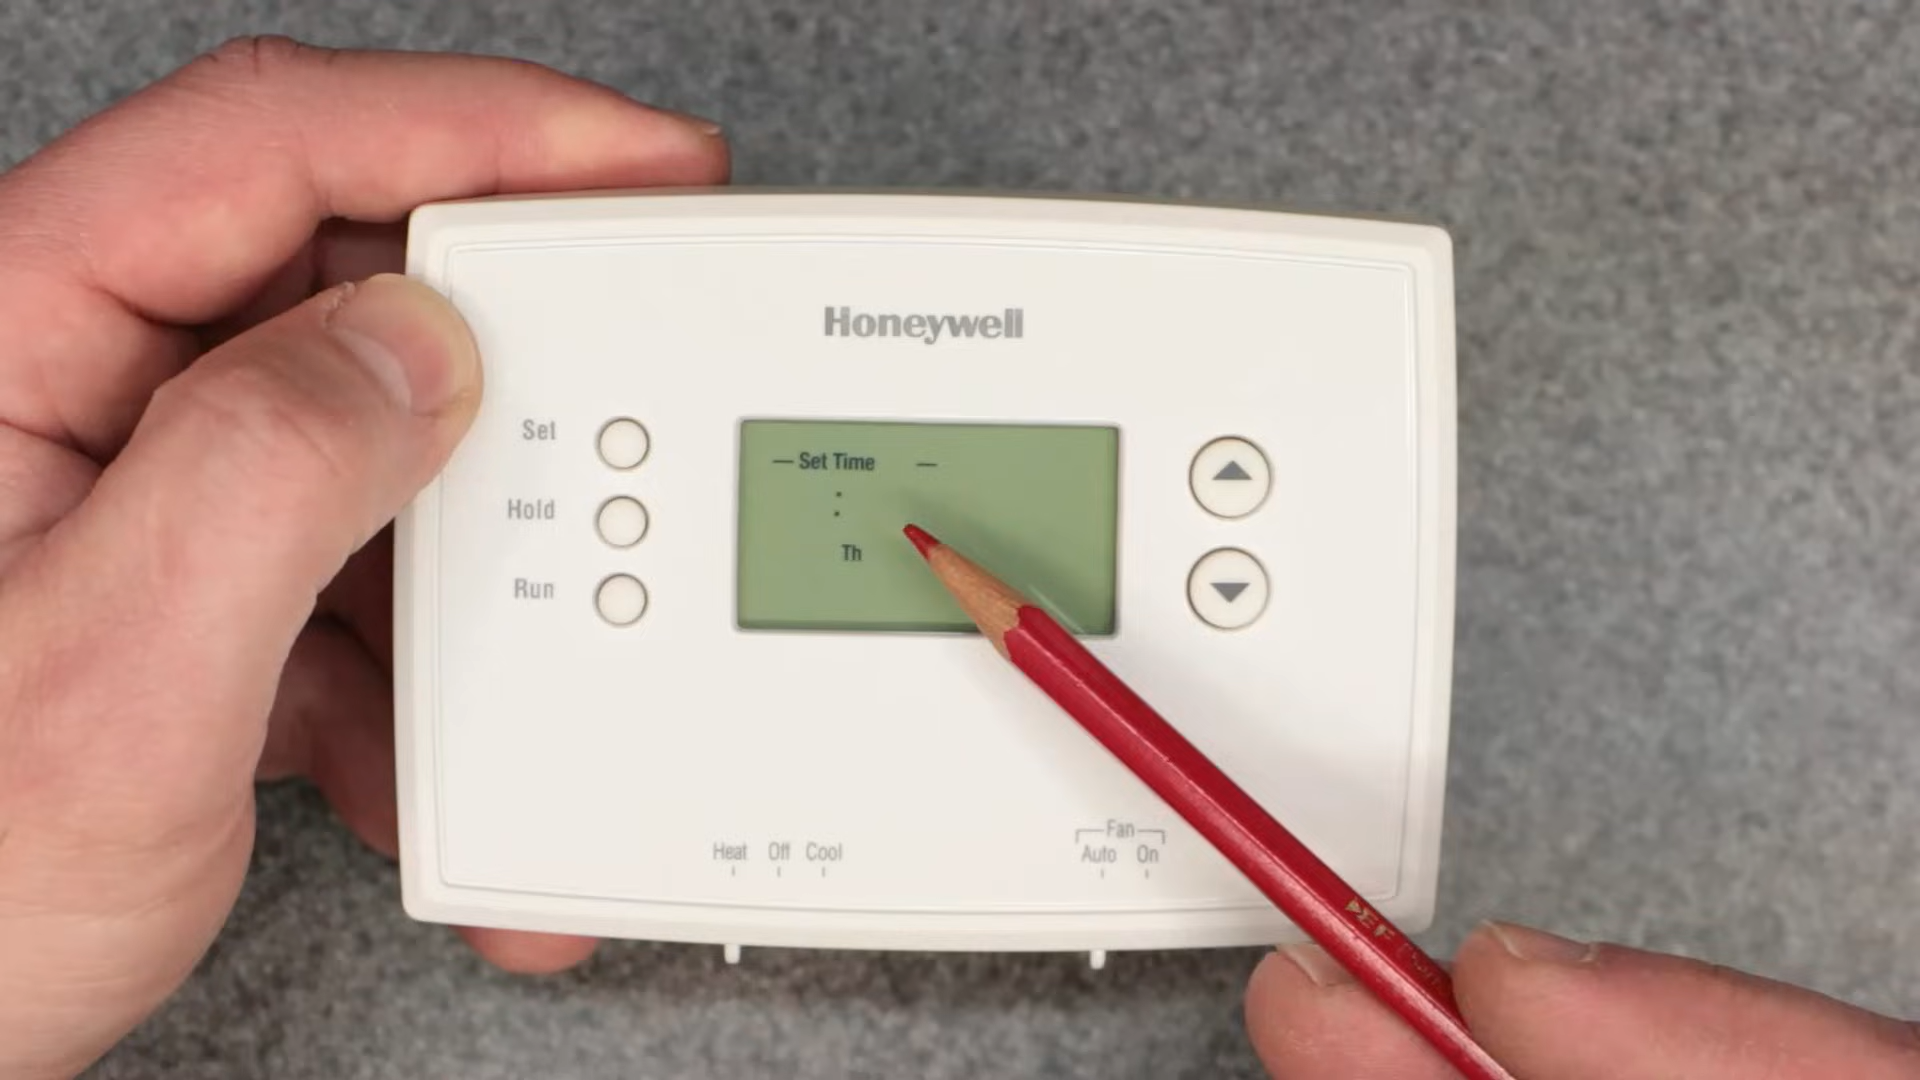 Honeywell
Set
Hold
Run
— Set Time —
:
Th
Heat Off Cool
Fan
Auto On